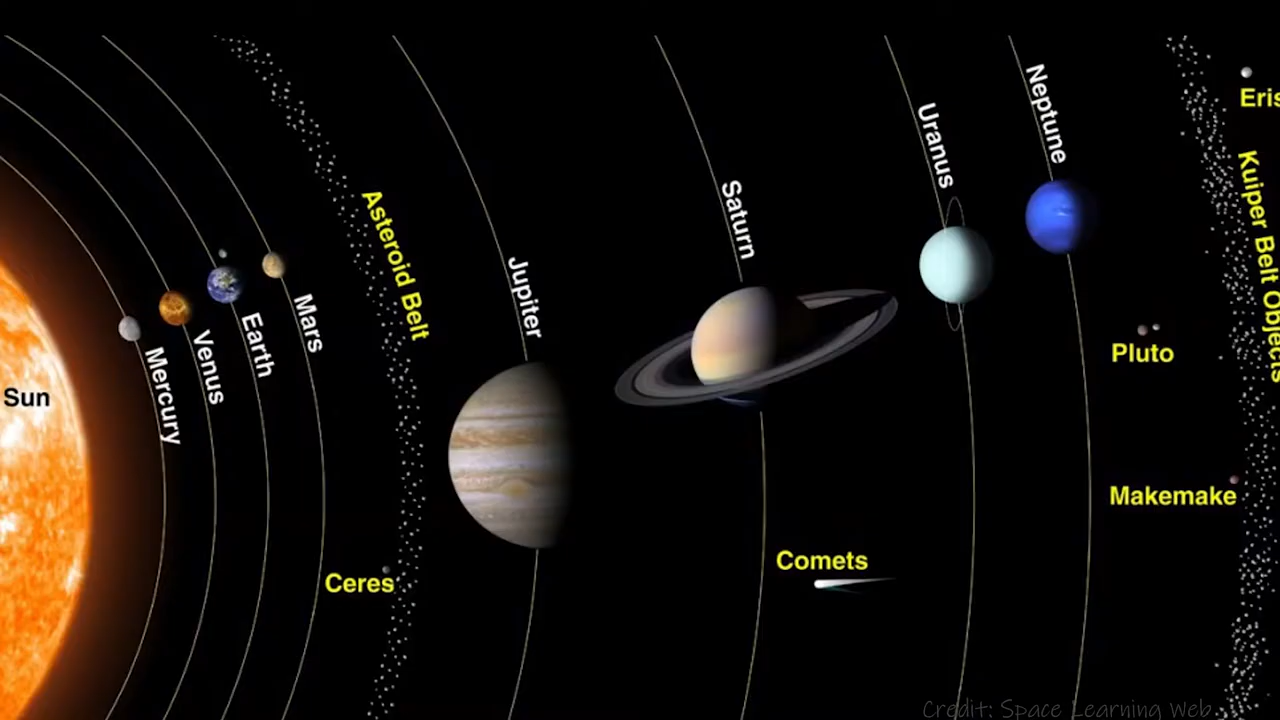 Sun
Mercury
Venus
Earth
Mars
Asteroid Belt
Ceres
Jupiter
Saturn
Comets
Uranus
Neptune
Pluto
Makemake
Eris
Kuiper Belt Objects
Credit: Space Learning Web